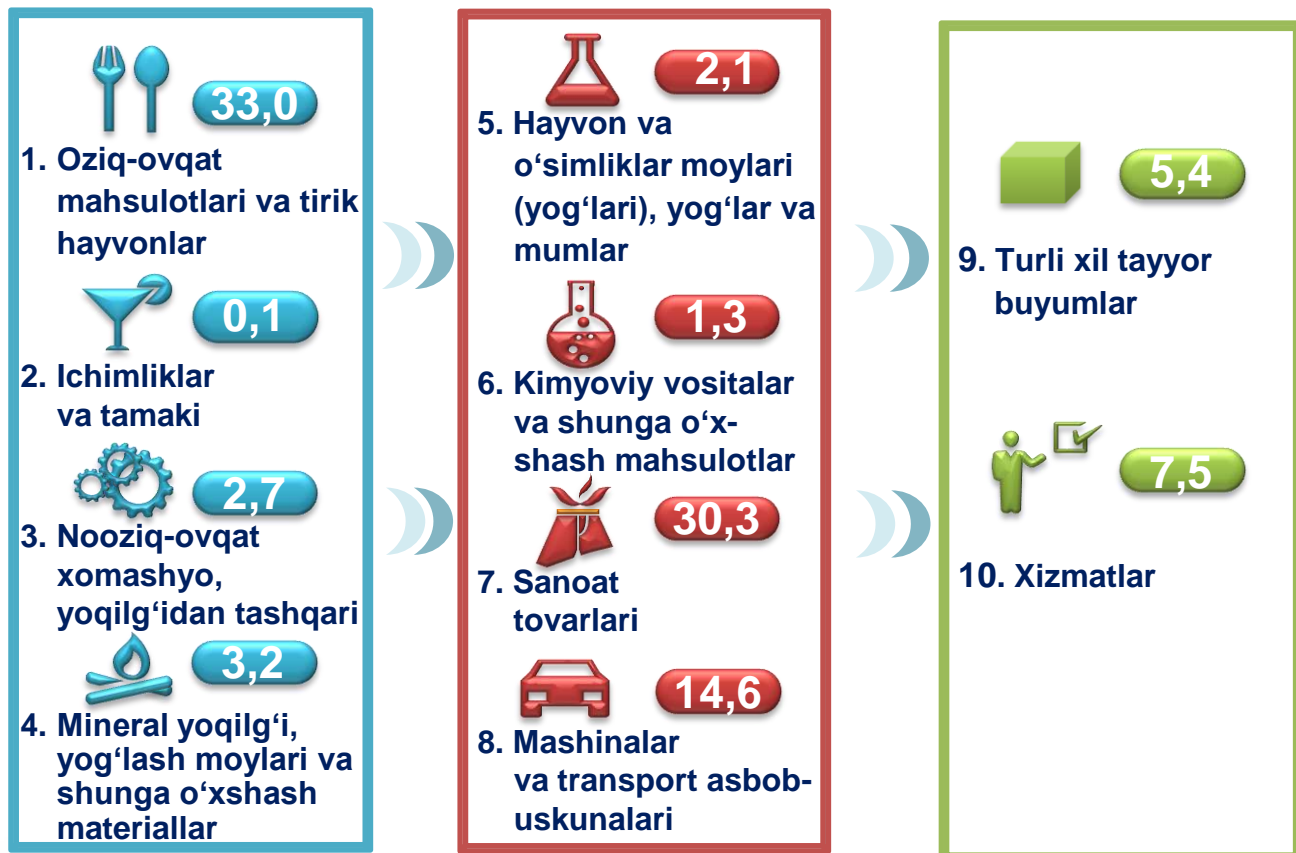 33,0
1. Oziq-ovqat
mahsulotlari va tirik
hayvonlar
0,1
2. Ichimliklar
va tamaki
2,7
3. Nooziq-ovqat
xomashyo,
yoqilg‘idan tashqari
3,2
4. Mineral yoqilg‘i,
yog‘lash moylari va
shunga o‘xshash
materiallar
2,1
5. Hayvon va
o‘simliklar moylari
(yog‘lari), yog‘lar va
mumlar
1,3
6. Kimyoviy vositalar
va shunga o‘x-
shash mahsulotlar
30,3
7. Sanoat
tovarlari
14,6
8. Mashinalar
va transport asbob-
uskunalari
5,4
9. Turli xil tayyor
buyumlar
7,5
10. Xizmatlar